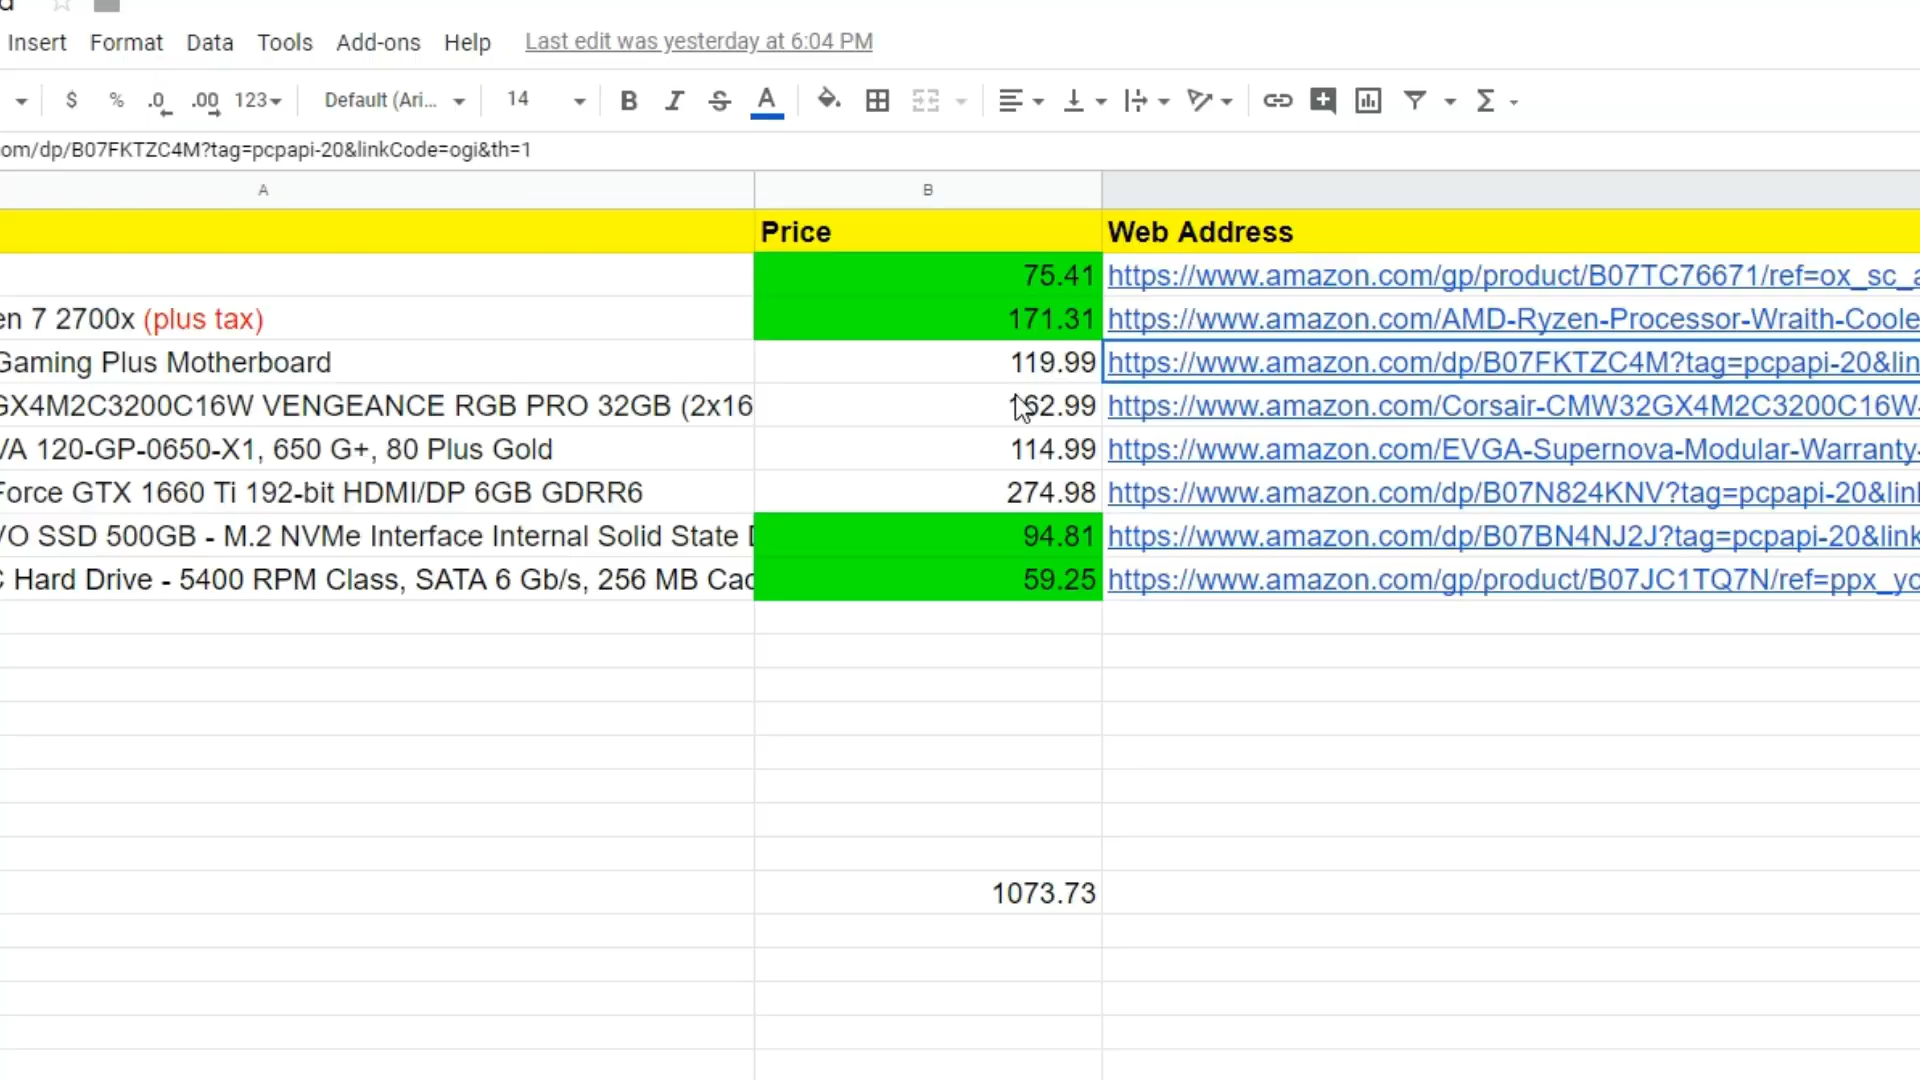 Insert Format Data Tools Add-ons Help Last edit was yesterday at 6:04 PM
$ % .0 .00 123 Default (Ari... 14 B I S A
om/dp/B07FKTZC4M?tag=pcpapi-20&linkCode=ogi&th=1
A B
Price Web Address
75.41 https://www.amazon.com/gp/product/B07TC76671/ref=ox_sc_a
en 7 2700x (plus tax) 171.31 https://www.amazon.com/AMD-Ryzen-Processor-Wraith-Coole
Gaming Plus Motherboard 119.99 https://www.amazon.com/dp/B07FKTZC4M?tag=pcpapi-20&lin
GX4M2C3200C16W VENGEANCE RGB PRO 32GB (2x16 162.99 https://www.amazon.com/Corsair-CMW32GX4M2C3200C16W-
VA 120-GP-0650-X1, 650 G+, 80 Plus Gold 114.99 https://www.amazon.com/EVGA-Supernova-Modular-Warranty-
Force GTX 1660 Ti 192-bit HDMI/DP 6GB GDRR6 274.98 https://www.amazon.com/dp/B07N824KNV?tag=pcpapi-20&lin
VO SSD 500GB - M.2 NVMe Interface Internal Solid State D 94.81 https://www.amazon.com/dp/B07BN4NJ2J?tag=pcpapi-20&link
C Hard Drive - 5400 RPM Class, SATA 6 Gb/s, 256 MB Cac 59.25 https://www.amazon.com/gp/product/B07JC1TQ7N/ref=ppx_yo
1073.73